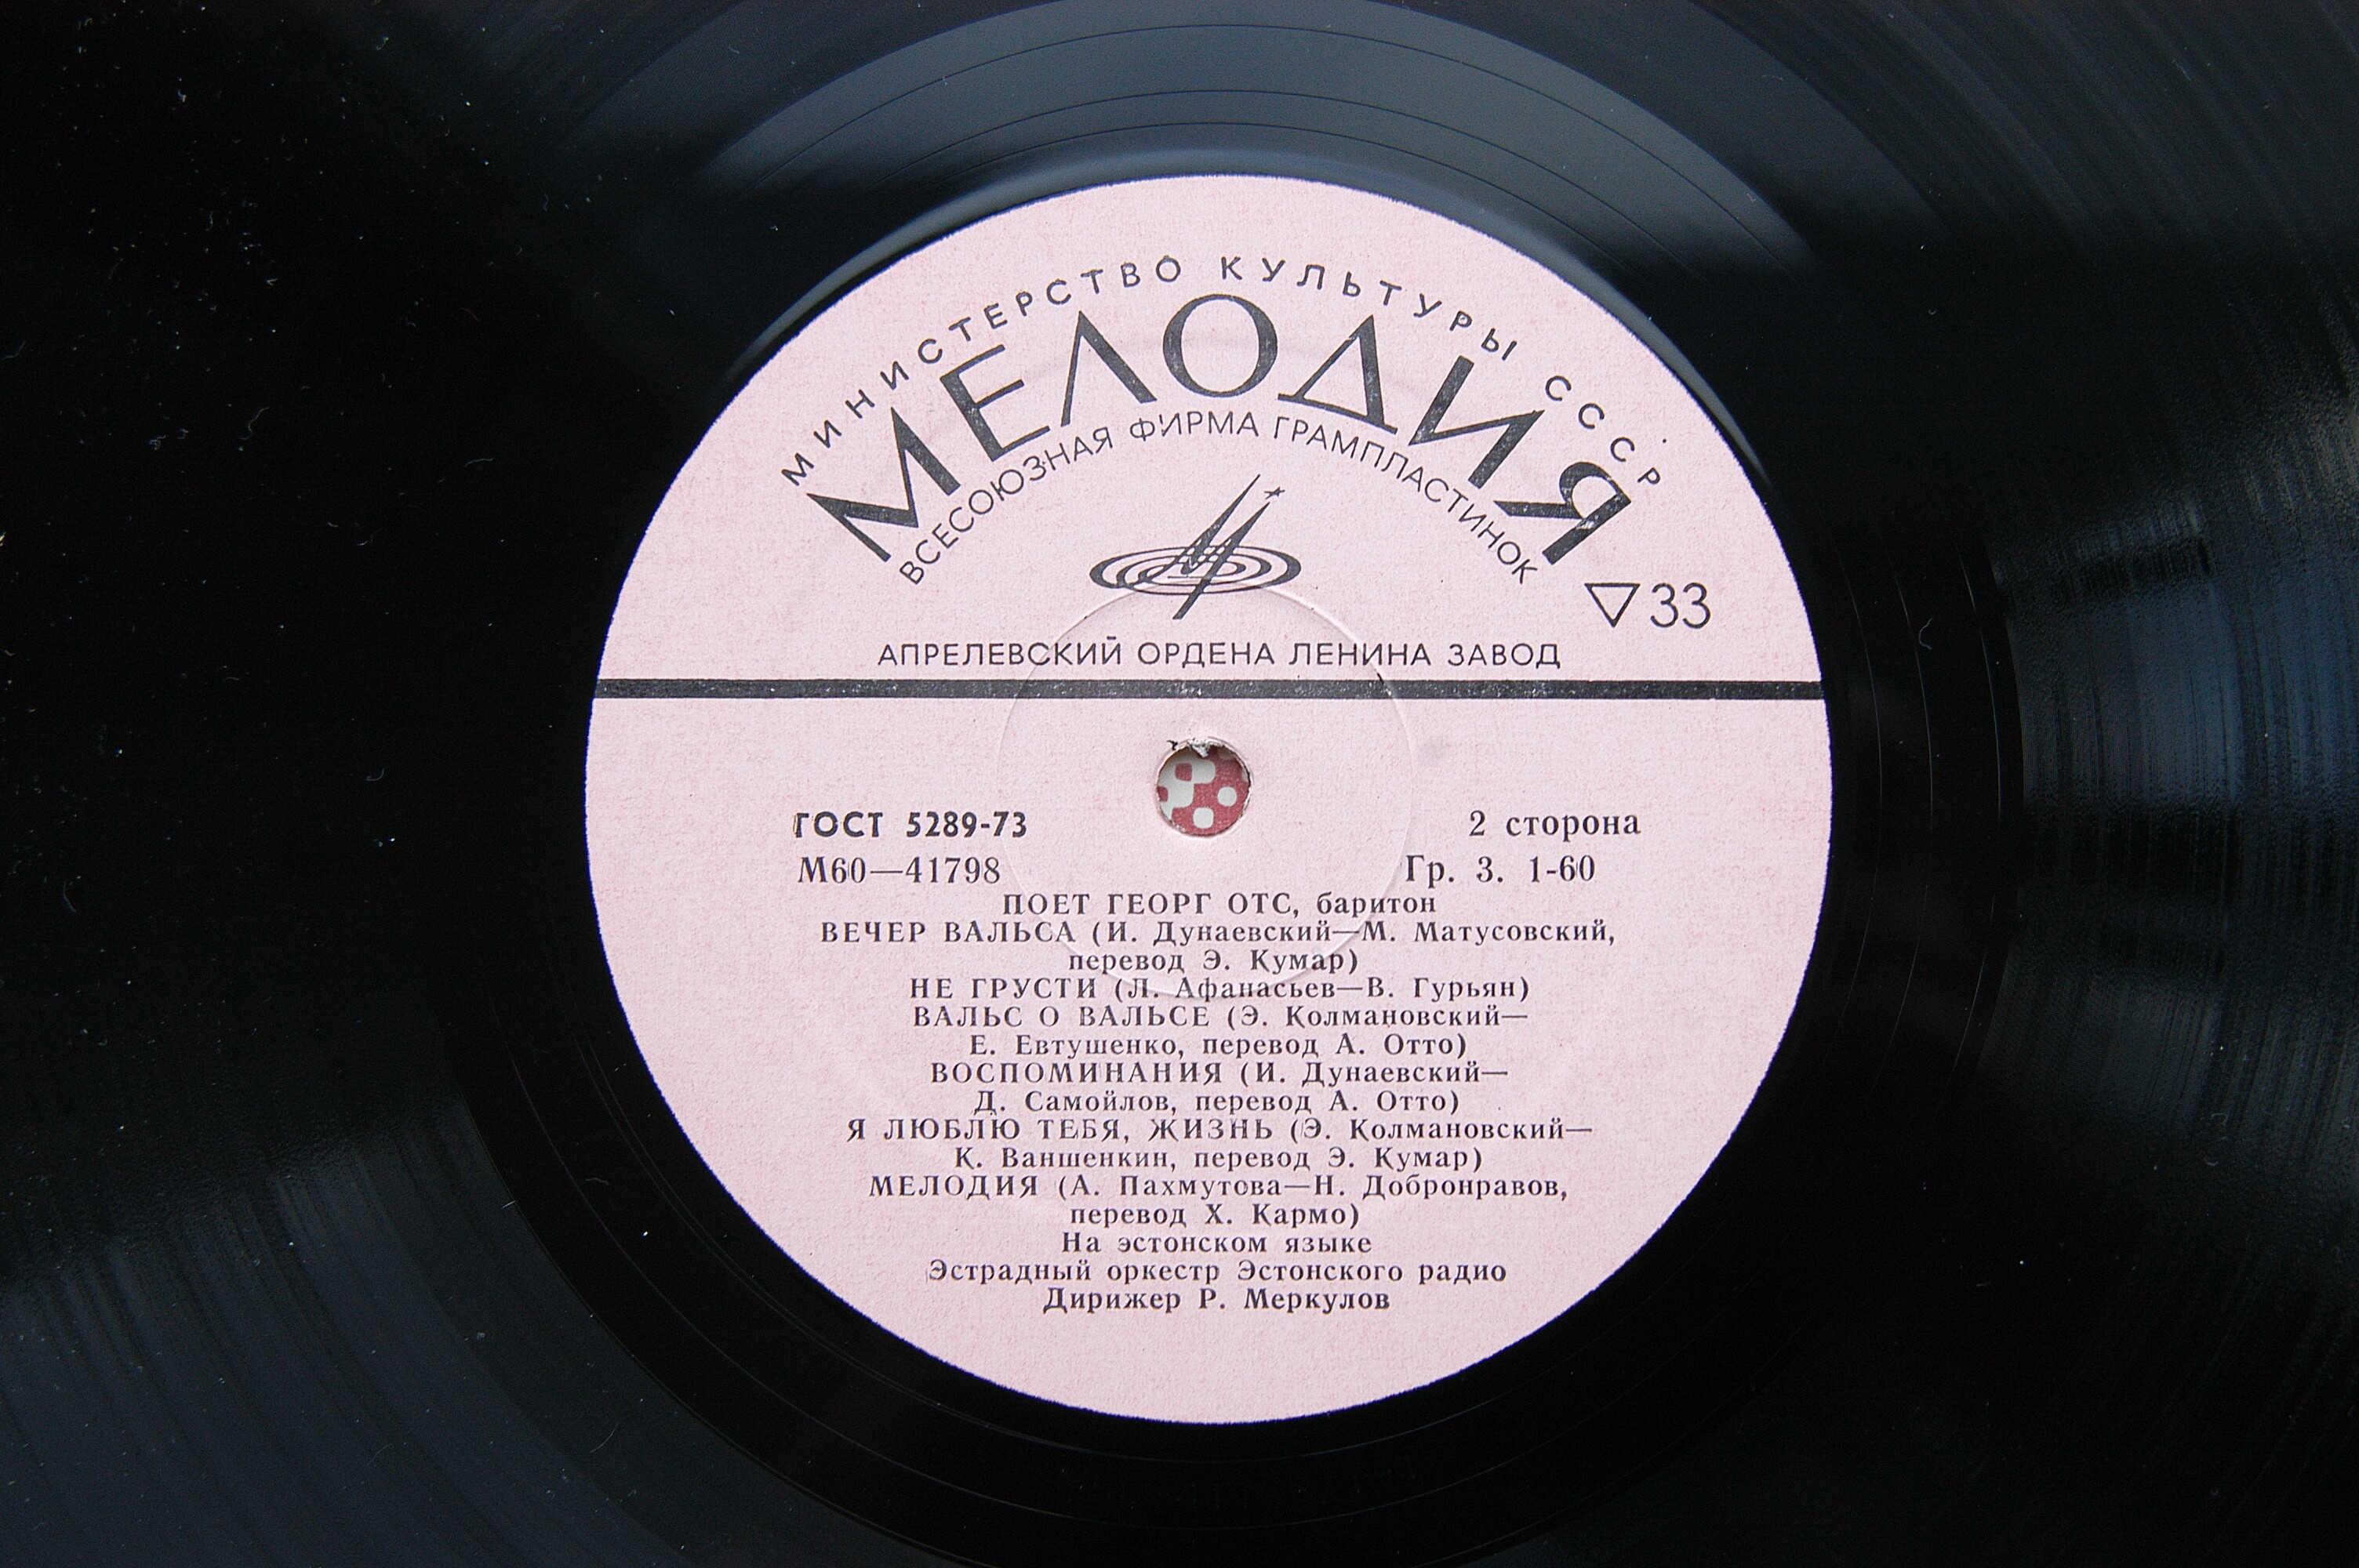 МИНИСТЕРСТВО КУЛЬТУРЫ СССР
МЕЛОДИЯ
ВСЕСОЮЗНАЯ ФИРМА ГРАМПЛАСТИНОК
33
АПРЕЛЕВСКИЙ ОРДЕНА ЛЕНИНА ЗАВОД
ГОСТ 5289-73
2 сторона
М60—41798
Гр. 3. 1-60
ПОЕТ ГЕОРГ ОТС, баритон
ВЕЧЕР ВАЛЬСА (И. Дунаевский—М. Матусовский,
перевод Э. Кумар)
НЕ ГРУСТИ (Л. Афанасьев—В. Гурьян)
ВАЛЬС О ВАЛЬСЕ (Э. Колмановский—
Е. Евтушенко, перевод А. Отто)
ВОСПОМИНАНИЯ (И. Дунаевский—
Д. Самойлов, перевод А. Отто)
Я ЛЮБЛЮ ТЕБЯ, ЖИЗНЬ (Э. Колмановский—
К. Ваншенкин, перевод Э. Кумар)
МЕЛОДИЯ (А. Пахмутова—Н. Добронравов,
перевод Х. Кармо)
На эстонском языке
Эстрадный оркестр Эстонского радио
Дирижер Р. Меркулов